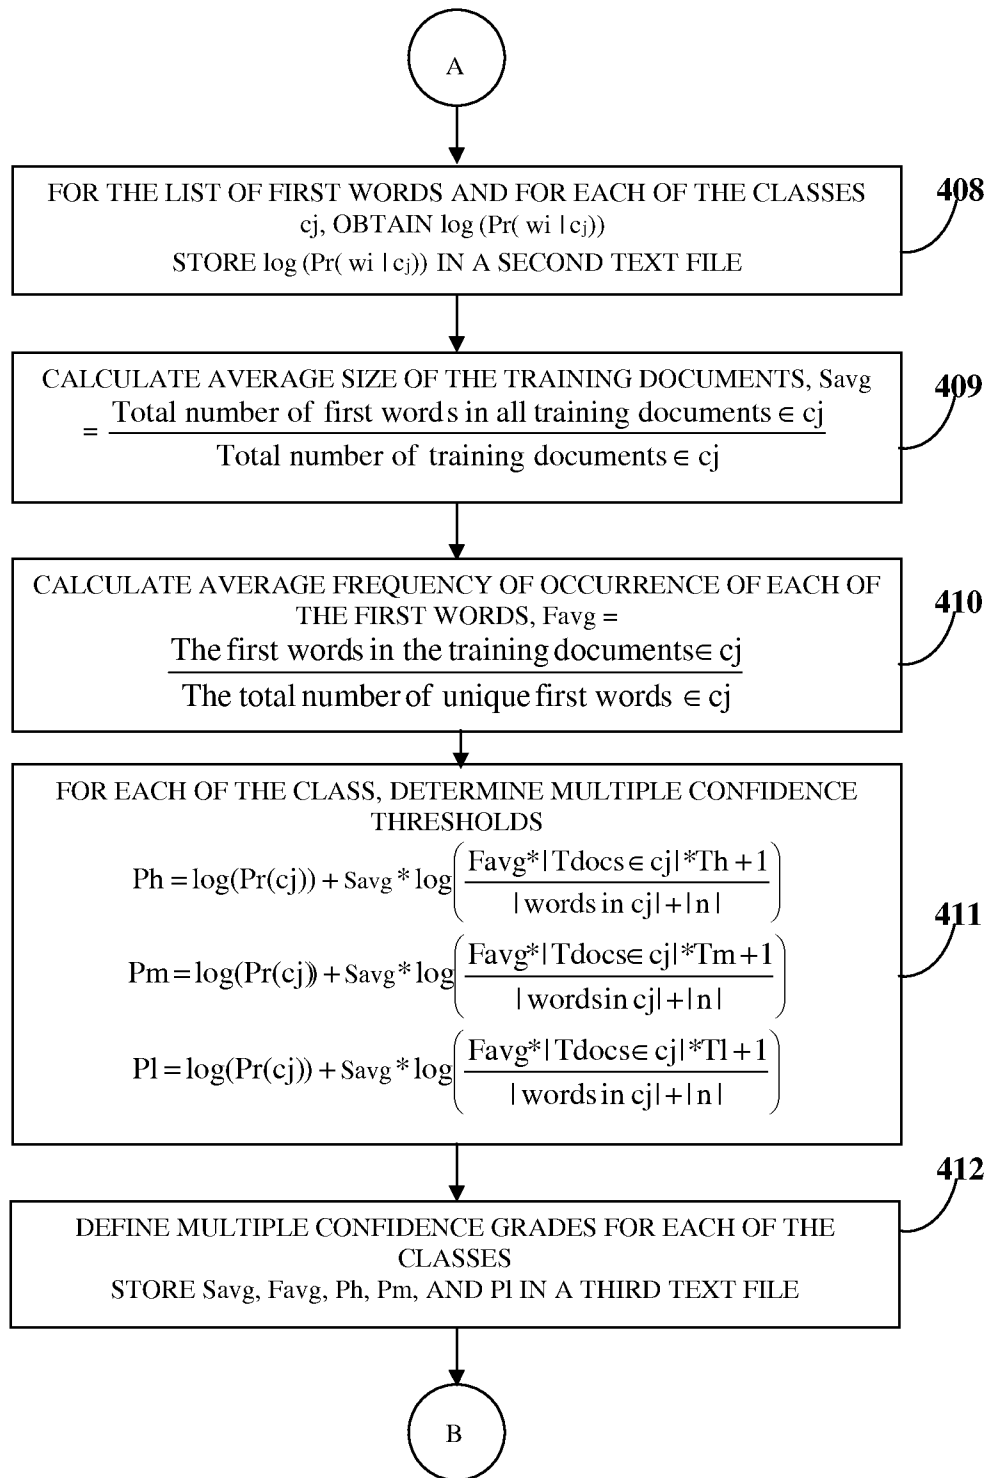 A
FOR THE LIST OF FIRST WORDS AND FOR EACH OF THE CLASSES
cj, OBTAIN log (Pr( wi | cj))
STORE log (Pr( wi | cj)) IN A SECOND TEXT FILE
408
CALCULATE AVERAGE SIZE OF THE TRAINING DOCUMENTS, Savg
= Total number of first words in all training documents ∈ cj
Total number of training documents ∈ cj
409
CALCULATE AVERAGE FREQUENCY OF OCCURRENCE OF EACH OF
THE FIRST WORDS, Favg =
The first words in the training documents ∈ cj
The total number of unique first words ∈ cj
410
FOR EACH OF THE CLASS, DETERMINE MULTIPLE CONFIDENCE
THRESHOLDS
Ph = log(Pr(cj)) + Savg * log(Favg*|Tdocs ∈ cj|*Th +1
|words in cj|+|n|)
Pm = log(Pr(cj)) + Savg * log(Favg*|Tdocs ∈ cj|*Tm +1
|words in cj|+|n|)
Pl = log(Pr(cj)) + Savg * log(Favg*|Tdocs ∈ cj|*Tl +1
|words in cj|+|n|)
411
412
DEFINE MULTIPLE CONFIDENCE GRADES FOR EACH OF THE
CLASSES
STORE Savg, Favg, Ph, Pm, AND Pl IN A THIRD TEXT FILE
B